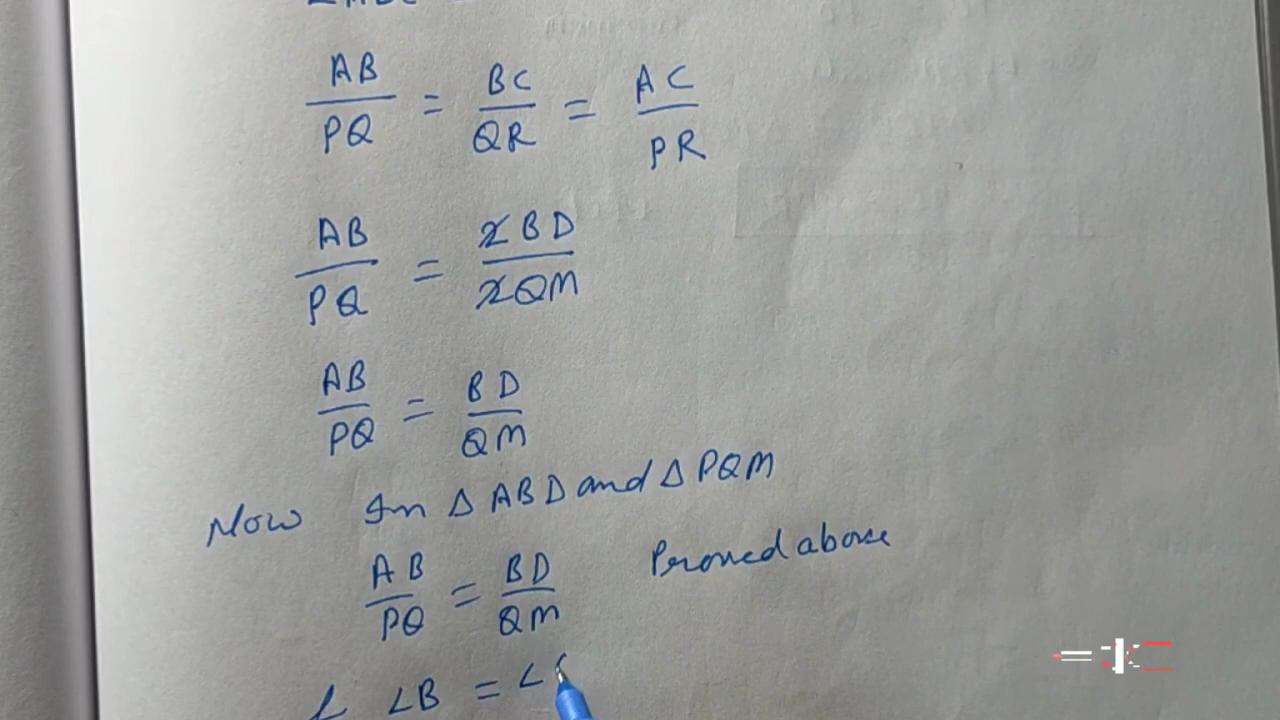 AB/PQ = BC/QR = AC/PR
AB/PQ = 2BD/2QM
AB/PQ = BD/QM
Now In Δ ABD and Δ PQM
AB/PQ = BD/QM Proved above
∠B = ∠